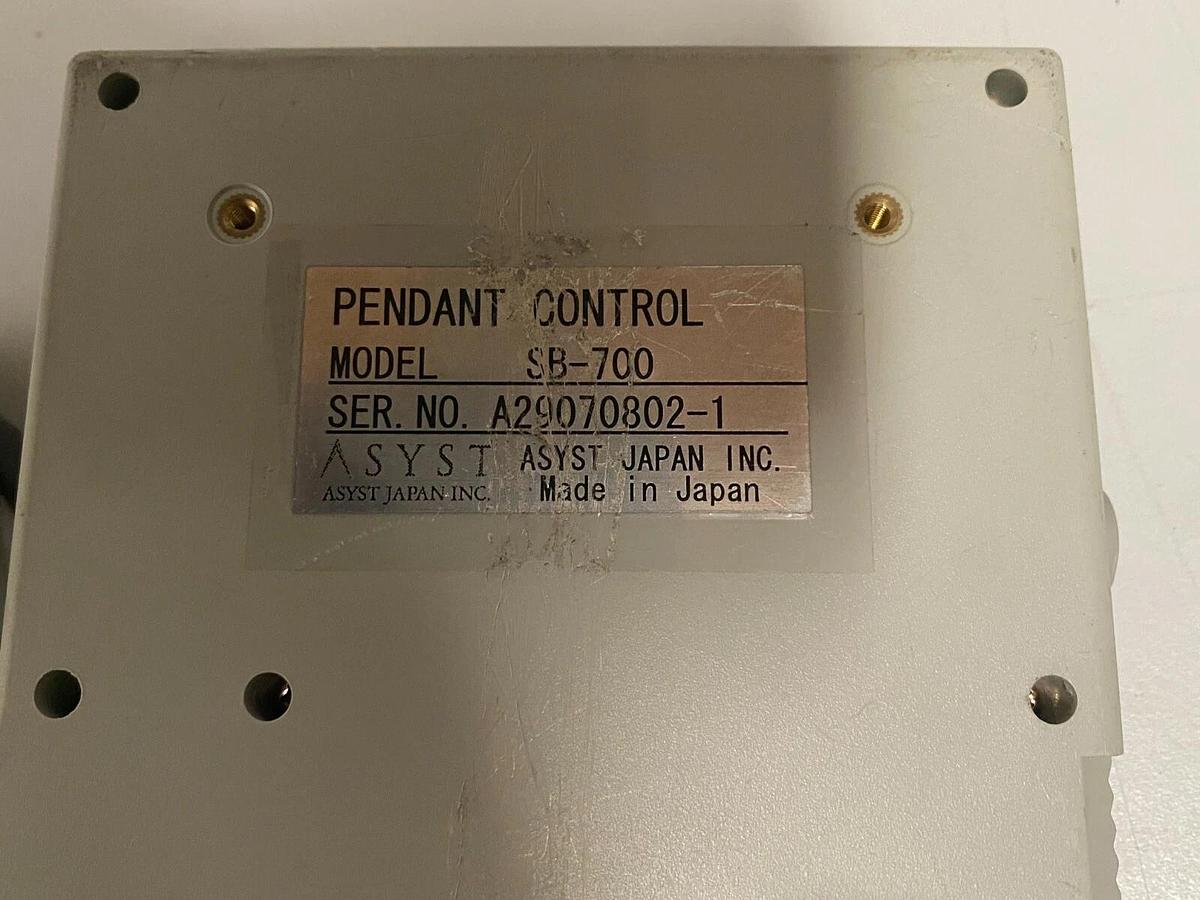 PENDANT CONTROL
MODEL SB-700
SER. NO. A29070802-1
ASYST ASYST JAPAN INC.
ASYST JAPAN INC. Made in Japan